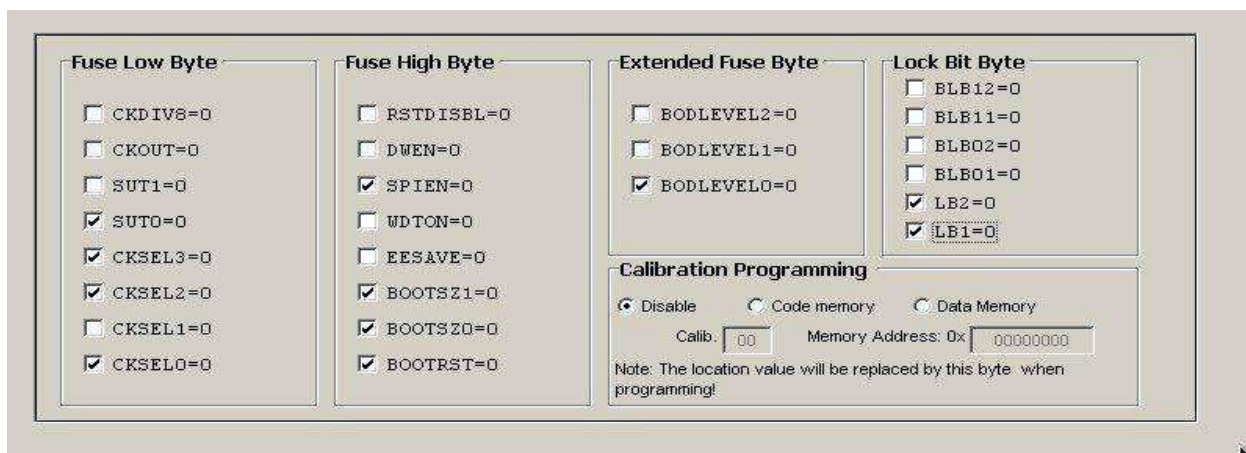 Fuse Low Byte
CKDIV8=0
CKOUT=0
SUT1=0
SUT0=0
CKSEL3=0
CKSEL2=0
CKSEL1=0
CKSEL0=0
Fuse High Byte
RSTDISBL=0
DWEN=0
SPIEN=0
WDTON=0
EESAVE=0
BOOTSZ1=0
BOOTSZ0=0
BOOTRST=0
Extended Fuse Byte
BODLEVEL2=0
BODLEVEL1=0
BODLEVEL0=0
Lock Bit Byte
BLB12=0
BLB11=0
BLB02=0
BLB01=0
LB2=0
LB1=0
Calibration Programming
Disable Code memory Data Memory
Calib. 00 Memory Address: 0x 00000000
Note: The location value will be replaced by this byte when
programming!